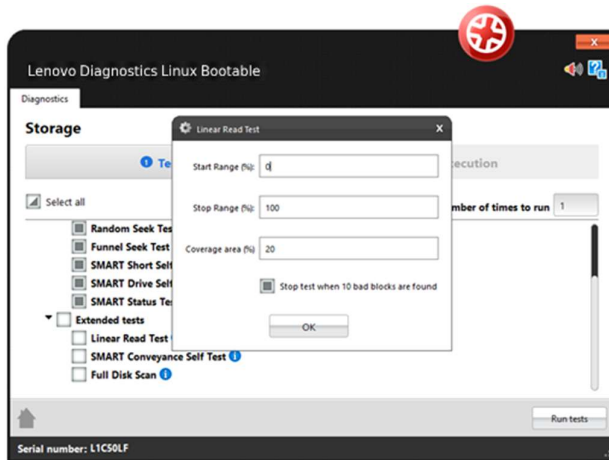 Lenovo Diagnostics Linux Bootable
Diagnostics
Storage
Linear Read Test x
Te
ecution
Start Range (%): 0
Select all
Stop Range (%): 100
mber of times to run 1
Random Seek Tes
Funnel Seek Test
Coverage area (%) 20
SMART Short Self
SMART Drive Self
Stop test when 10 bad blocks are found
SMART Status Te
Extended tests
OK
Linear Read Test
SMART Conveyance Self Test
Full Disk Scan
Run tests
Serial number: L1CS0LF